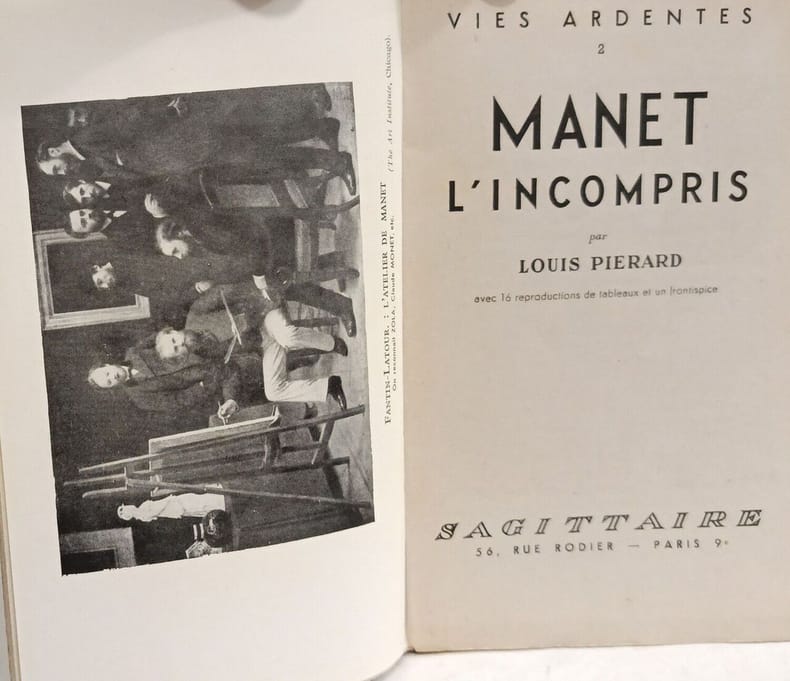 FANTIN-LATOUR. : L'ATELIER DE MANET (The Art Institute, Chicago).
On reconnait ZOLA, Claude MONET, etc.
VIES ARDENTES
2
MANET
L'INCOMPRIS
par
LOUIS PIERARD
avec 16 reproductions de tableaux et un frontispice
SAGITTAIRE
56, RUE RODIER — PARIS 9e